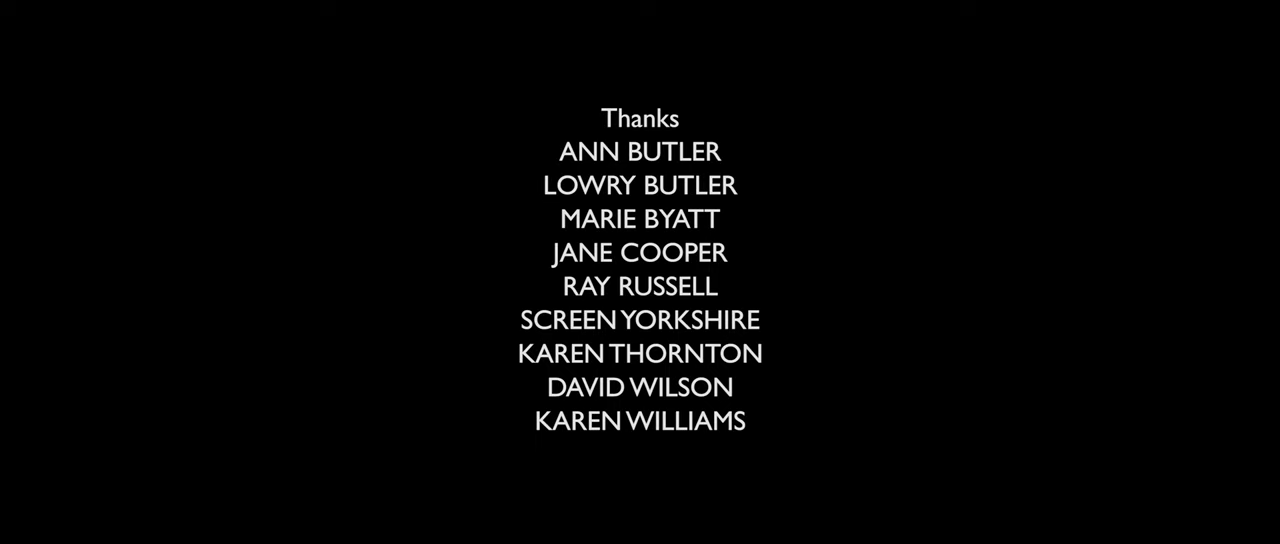 Thanks
ANN BUTLER
LOWRY BUTLER
MARIE BYATT
JANE COOPER
RAY RUSSELL
SCREEN YORKSHIRE
KAREN THORNTON
DAVID WILSON
KAREN WILLIAMS